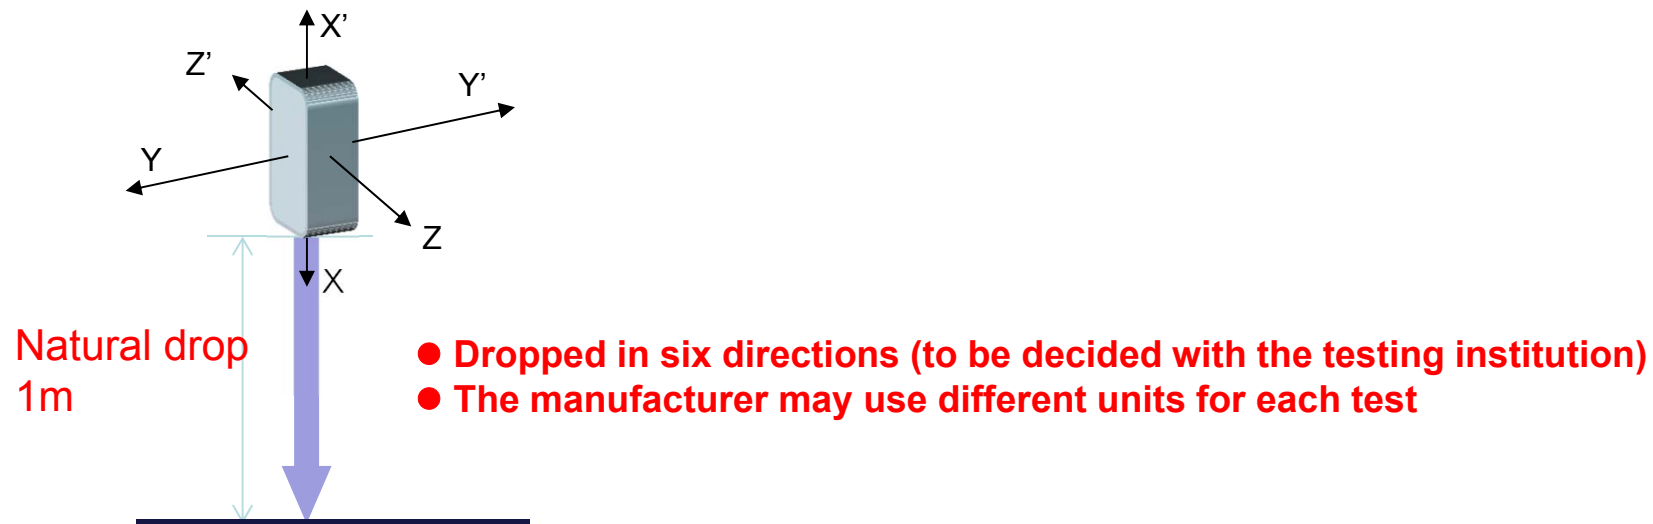 X’
Z’
Y’
Y
Z
X
Natural drop
1m
● Dropped in six directions (to be decided with the testing institution)
● The manufacturer may use different units for each test